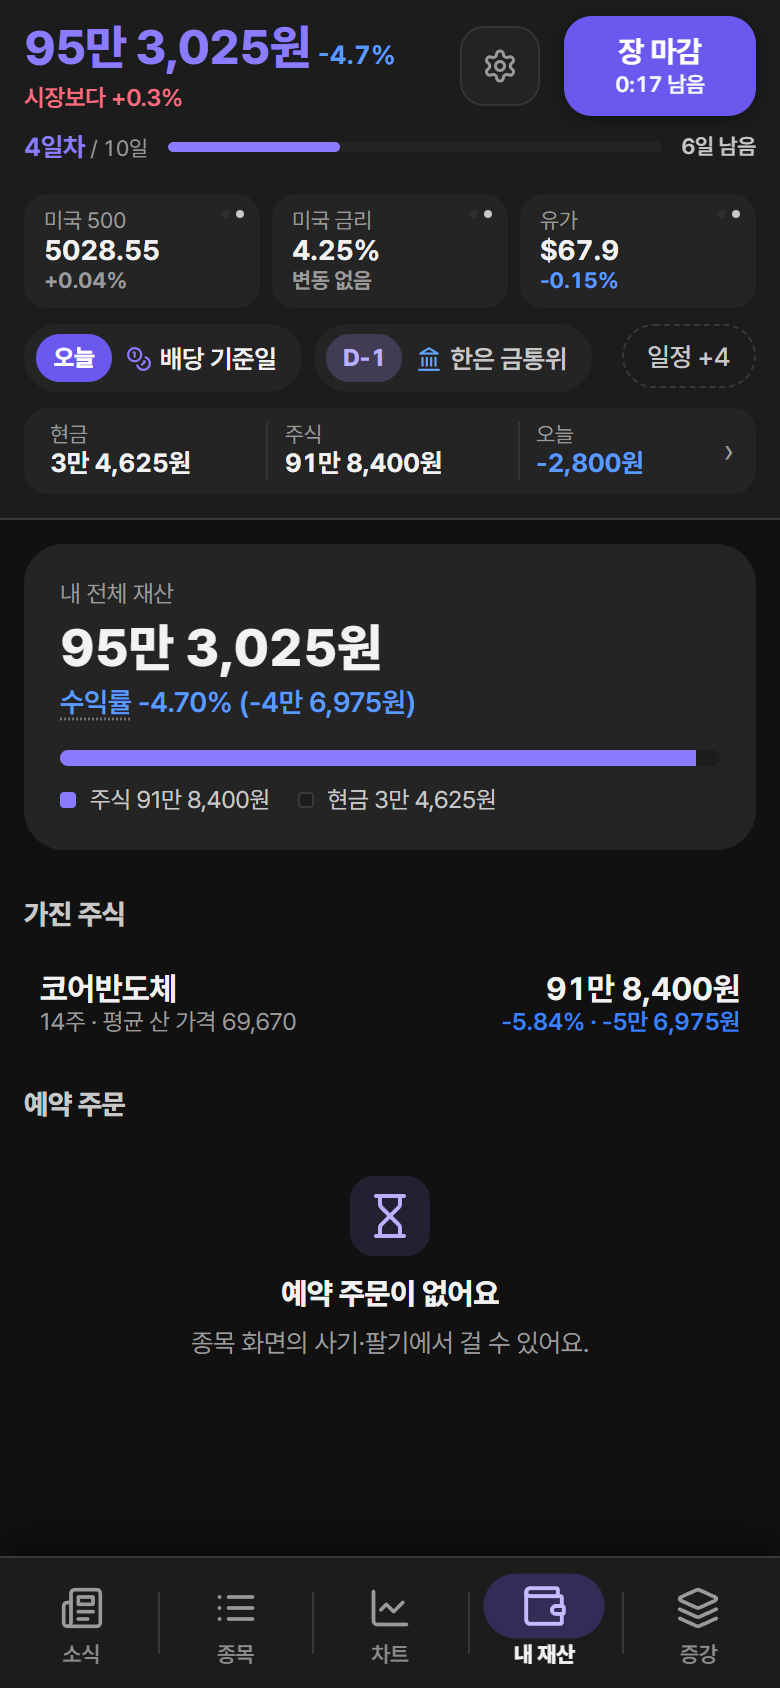 95만 3,025원 -4.7%
시장보다 +0.3%
장 마감
0:17 남음
4일차 / 10일
6일 남음
미국 500
5028.55
+0.04%
미국 금리
4.25%
변동 없음
유가
$67.9
-0.15%
오늘 배당 기준일
D-1 한은 금통위
일정 +4
현금
3만 4,625원
주식
91만 8,400원
오늘
-2,800원
내 전체 재산
95만 3,025원
수익률 -4.70% (-4만 6,975원)
주식 91만 8,400원 현금 3만 4,625원
가진 주식
코어반도체 91만 8,400원
14주 · 평균 산 가격 69,670 -5.84% · -5만 6,975원
예약 주문
예약 주문이 없어요
종목 화면의 사기·팔기에서 걸 수 있어요.
소식
종목
차트
내 재산
증강